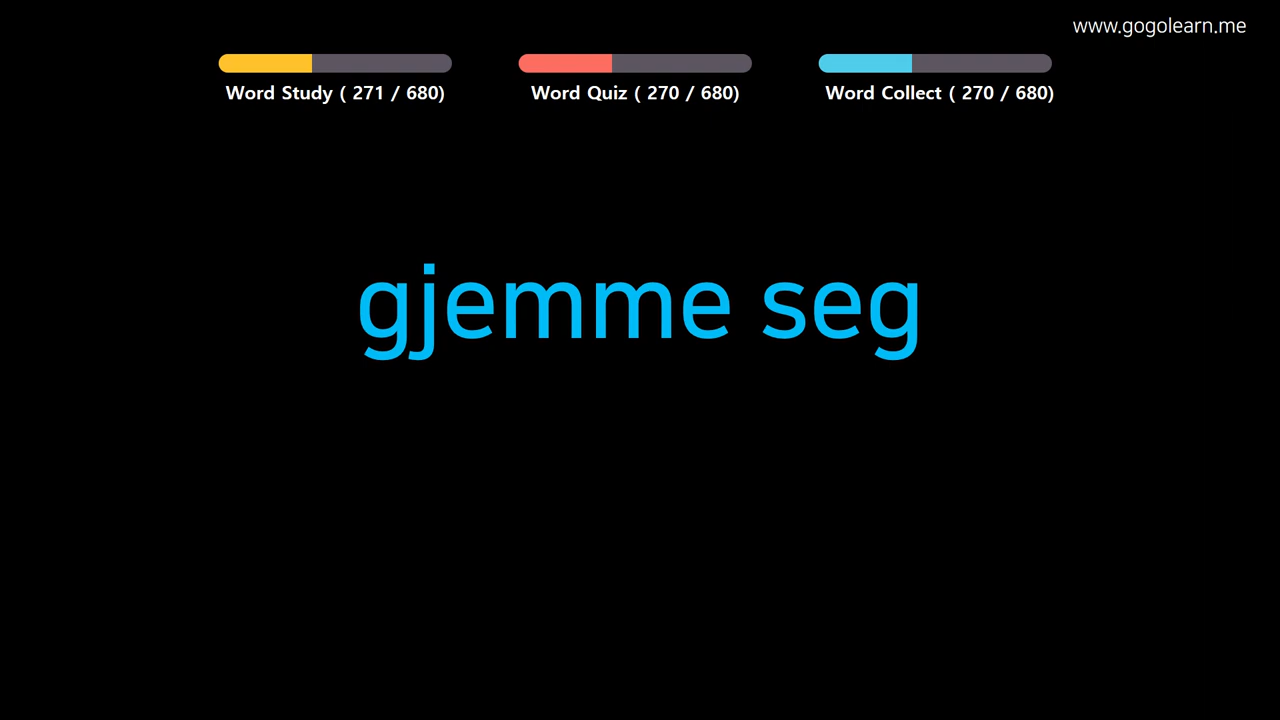 www.gogolearn.me
Word Study ( 271 / 680)
Word Quiz ( 270 / 680)
Word Collect ( 270 / 680)
gjemme seg